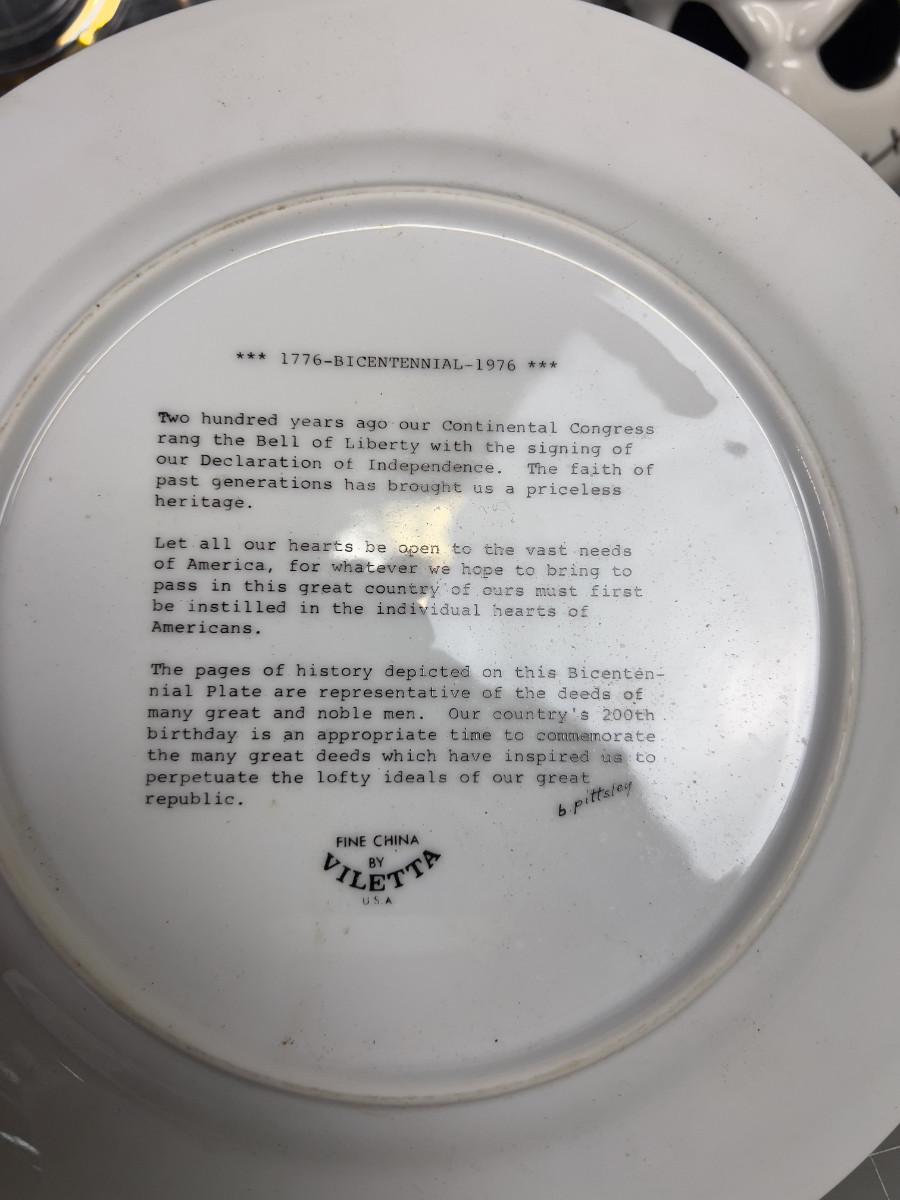 *** 1776-BICENTENNIAL-1976 ***
Two hundred years ago our Continental Congress
rang the Bell of Liberty with the signing of
our Declaration of Independence. The faith of
past generations has brought us a priceless
heritage.
Let all our hearts be open to the vast needs
of America, for whatever we hope to bring to
pass in this great country of ours must first
be instilled in the individual hearts of
Americans.
The pages of history depicted on this Bicenten-
nial Plate are representative of the deeds of
many great and noble men. Our country's 200th
birthday is an appropriate time to commemorate
the many great deeds which have inspired us to
perpetuate the lofty ideals of our great
republic.
b. pittsley
FINE CHINA
BY
VILETTA
U.S.A